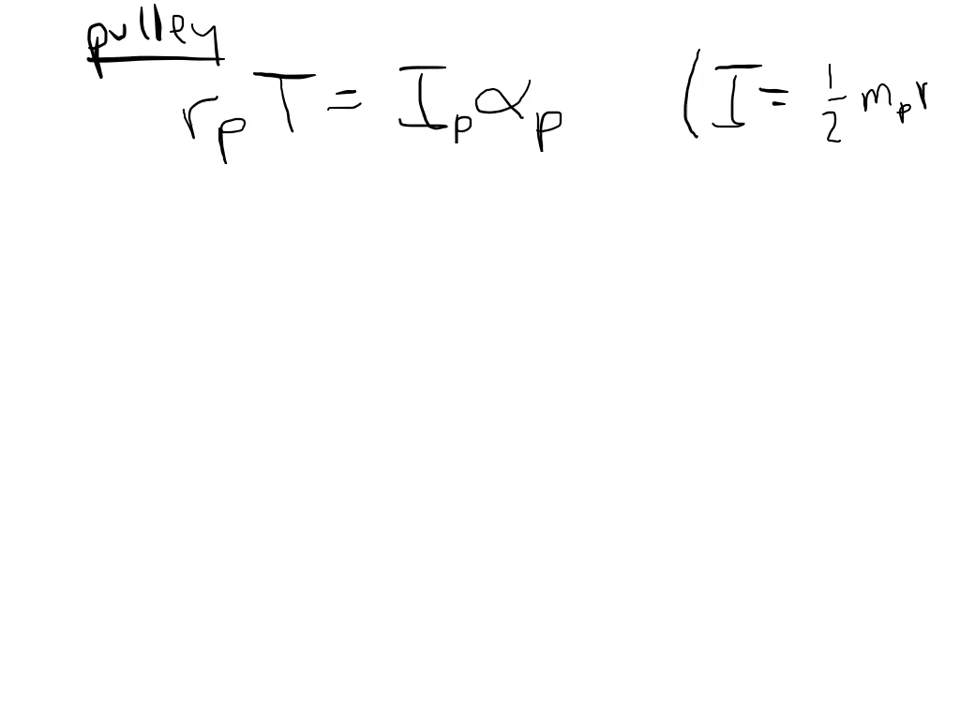 pulley
r_p T = I_p α_p (I = 1/2 m_p r